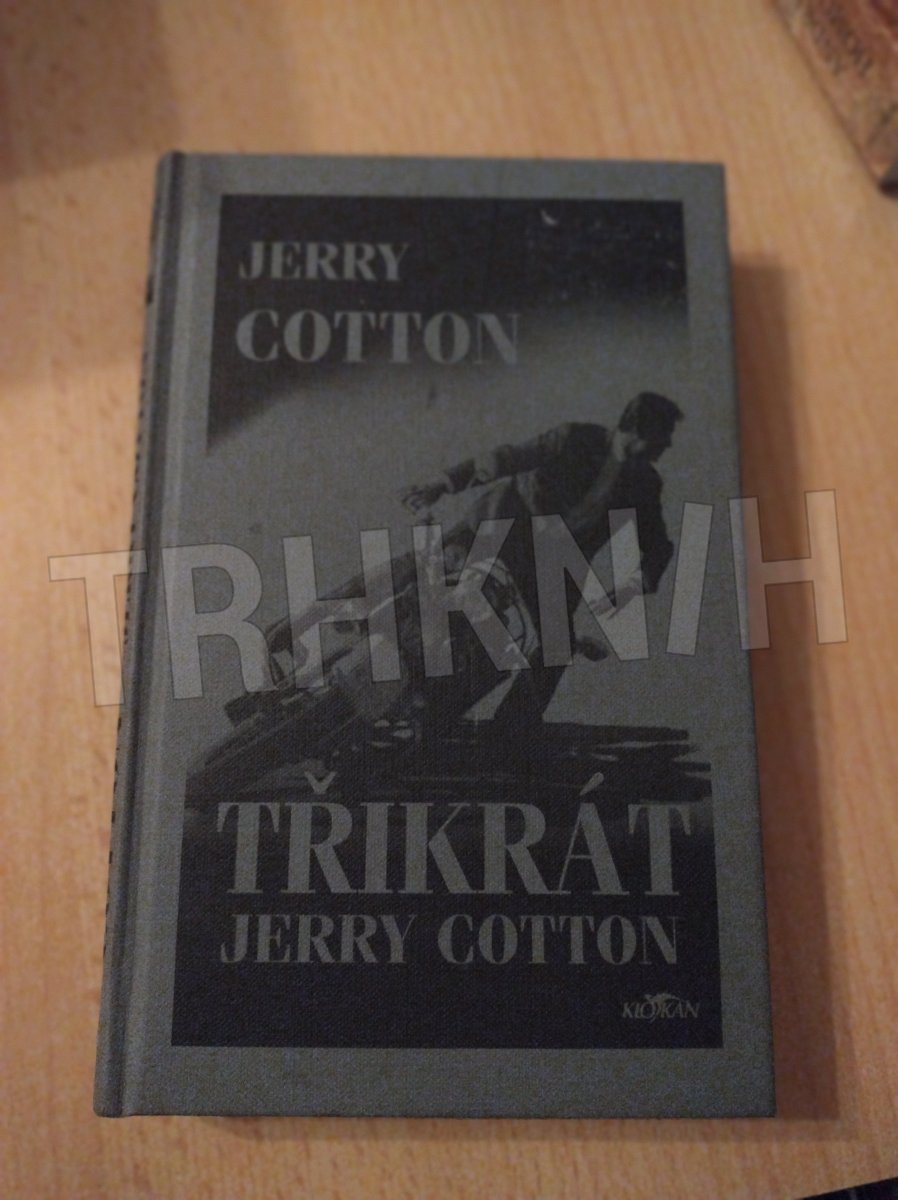 JERRY
COTTON
TRHKNIH
TŘIKRÁT
JERRY COTTON
KLOKAN